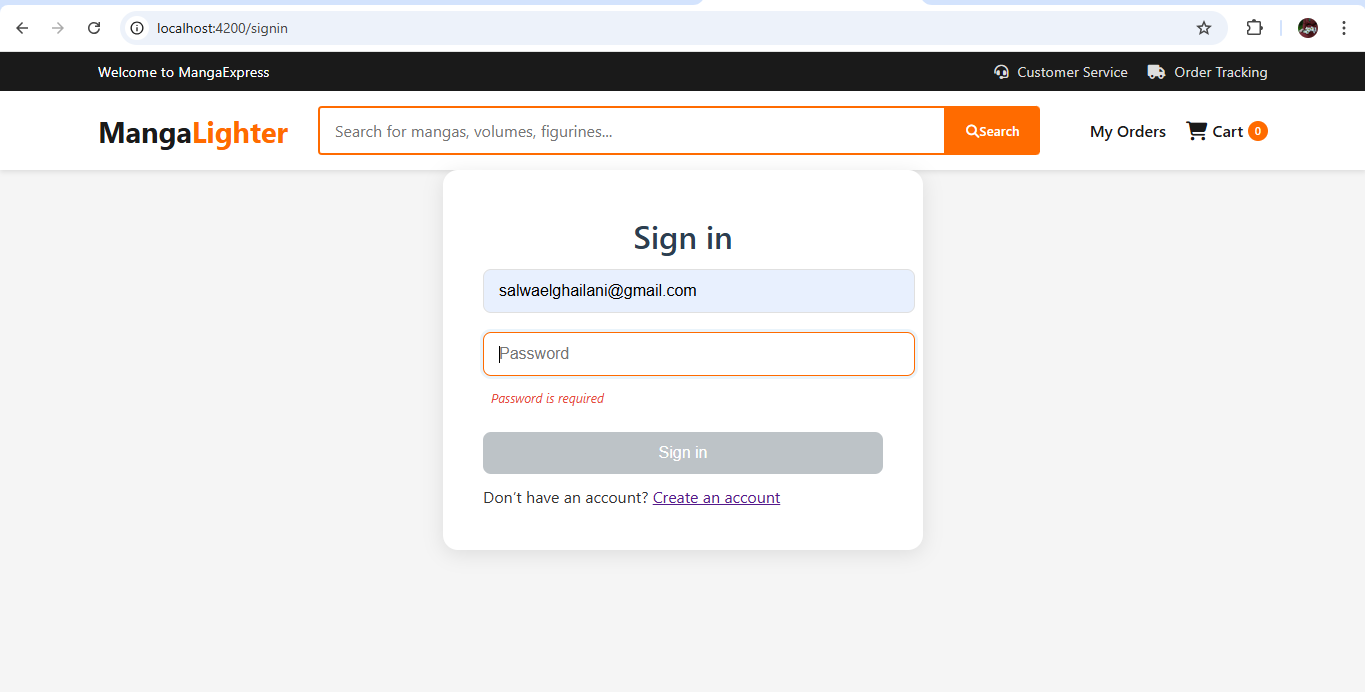 localhost:4200/signin
Welcome to MangaExpress
Customer Service
Order Tracking
MangaLighter
Search for mangas, volumes, figurines...
Search
My Orders
Cart 0
Sign in
salwaelghailani@gmail.com
Password
Password is required
Sign in
Don't have an account? Create an account